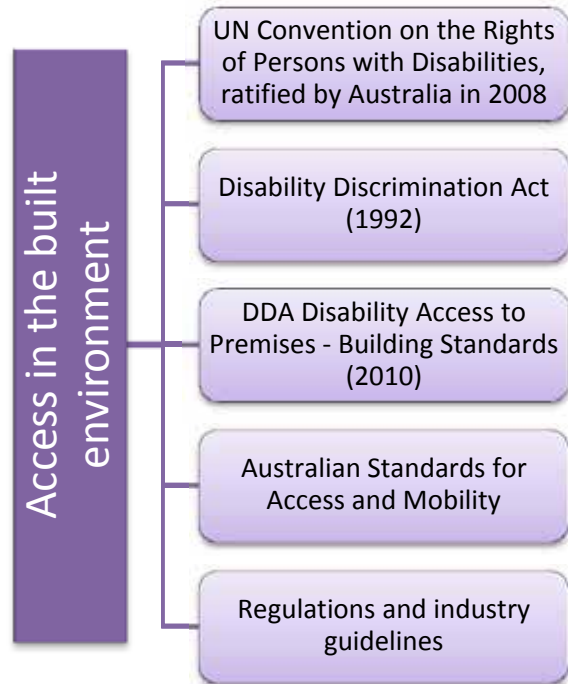 Access in the built
environment
UN Convention on the Rights
of Persons with Disabilities,
ratified by Australia in 2008
Disability Discrimination Act
(1992)
DDA Disability Access to
Premises - Building Standards
(2010)
Australian Standards for
Access and Mobility
Regulations and industry
guidelines